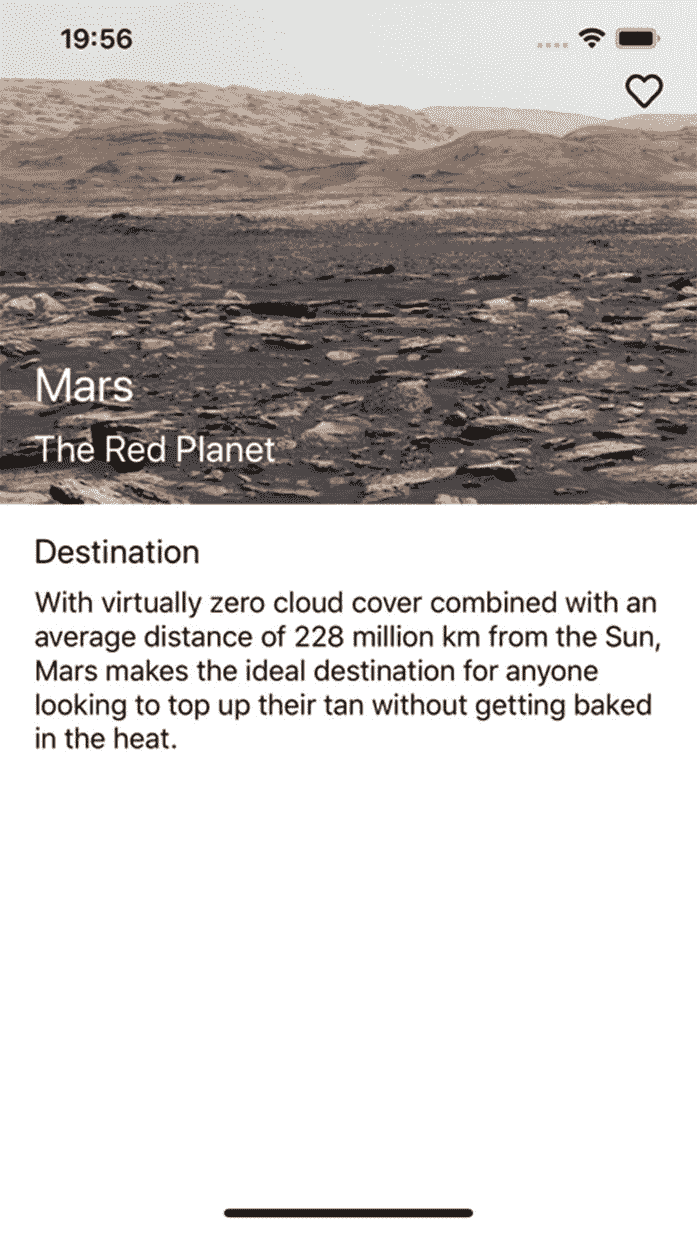 19:56
Mars
The Red Planet
Destination
With virtually zero cloud cover combined with an
average distance of 228 million km from the Sun,
Mars makes the ideal destination for anyone
looking to top up their tan without getting baked
in the heat.